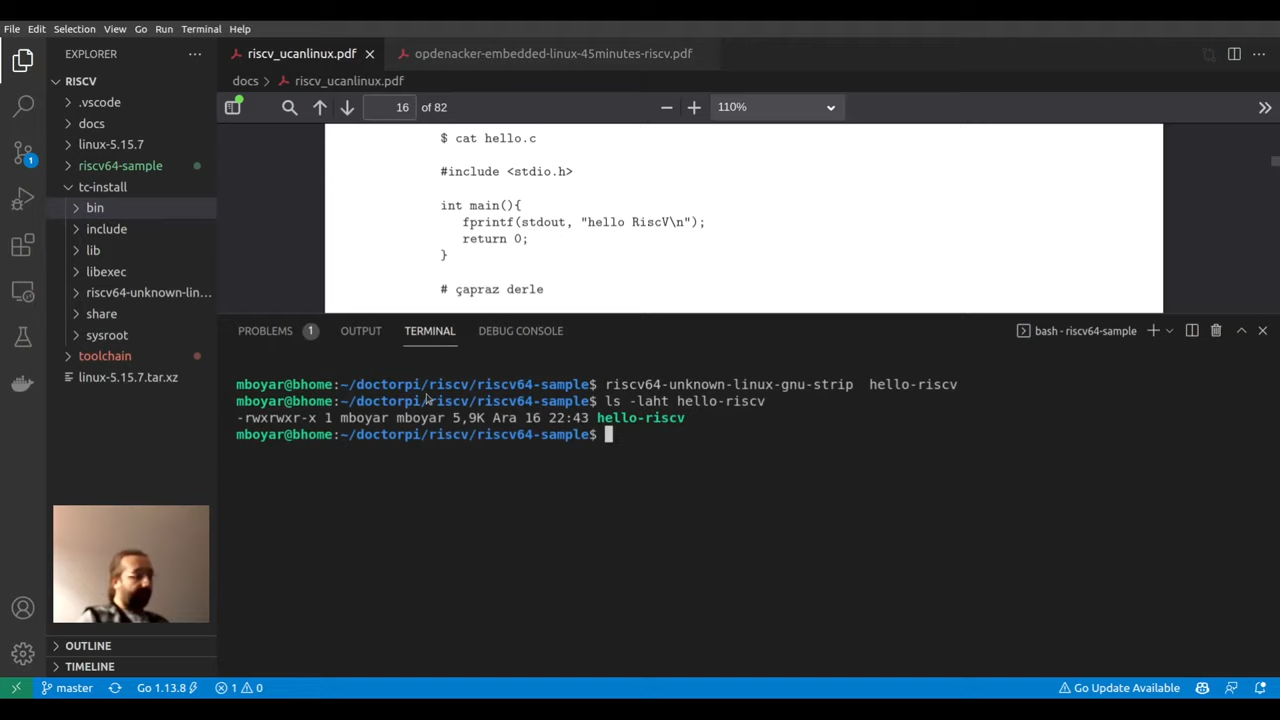 File Edit Selection View Go Run Terminal Help
EXPLORER
riscv_ucanlinux.pdf
opdenacker-embedded-linux-45minutes-riscv.pdf
RISCV
docs > riscv_ucanlinux.pdf
.vscode
docs
linux-5.15.7
riscv64-sample
tc-install
bin
include
lib
libexec
riscv64-unknown-lin...
share
sysroot
toolchain
linux-5.15.7.tar.xz
1
16 of 82
110%
$ cat hello.c
#include <stdio.h>
int main(){
fprintf(stdout, "hello RiscV\n");
return 0;
}
# çapraz derle
PROBLEMS 1 OUTPUT TERMINAL DEBUG CONSOLE
bash - riscv64-sample
mboyar@bhome:~/doctorpi/riscv/riscv64-sample$ riscv64-unknown-linux-gnu-strip  hello-riscv
mboyar@bhome:~/doctorpi/riscv/riscv64-sample$ ls -laht hello-riscv
-rwxrwxr-x 1 mboyar mboyar 5,9K Ara 16 22:43 hello-riscv
mboyar@bhome:~/doctorpi/riscv/riscv64-sample$
OUTLINE
TIMELINE
master Go 1.13.8 1 0 Go Update Available